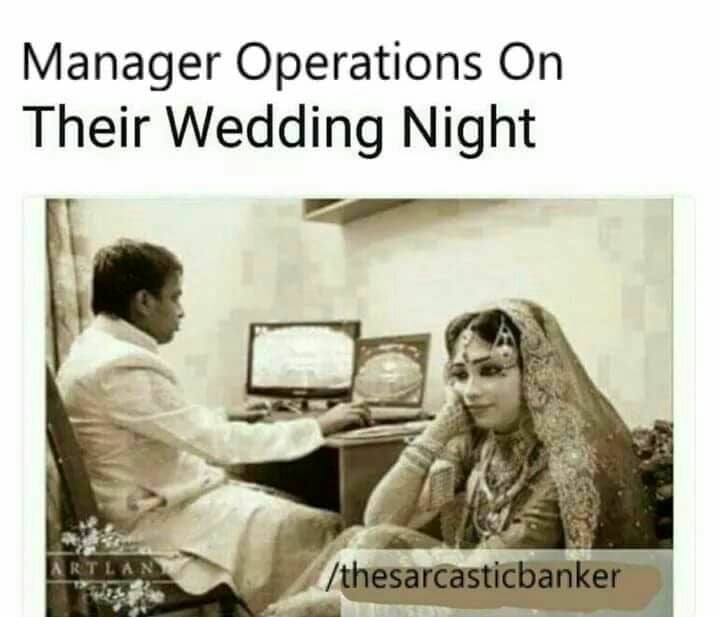 Manager Operations On
Their Wedding Night
ARTLAN
/thesarcasticbanker